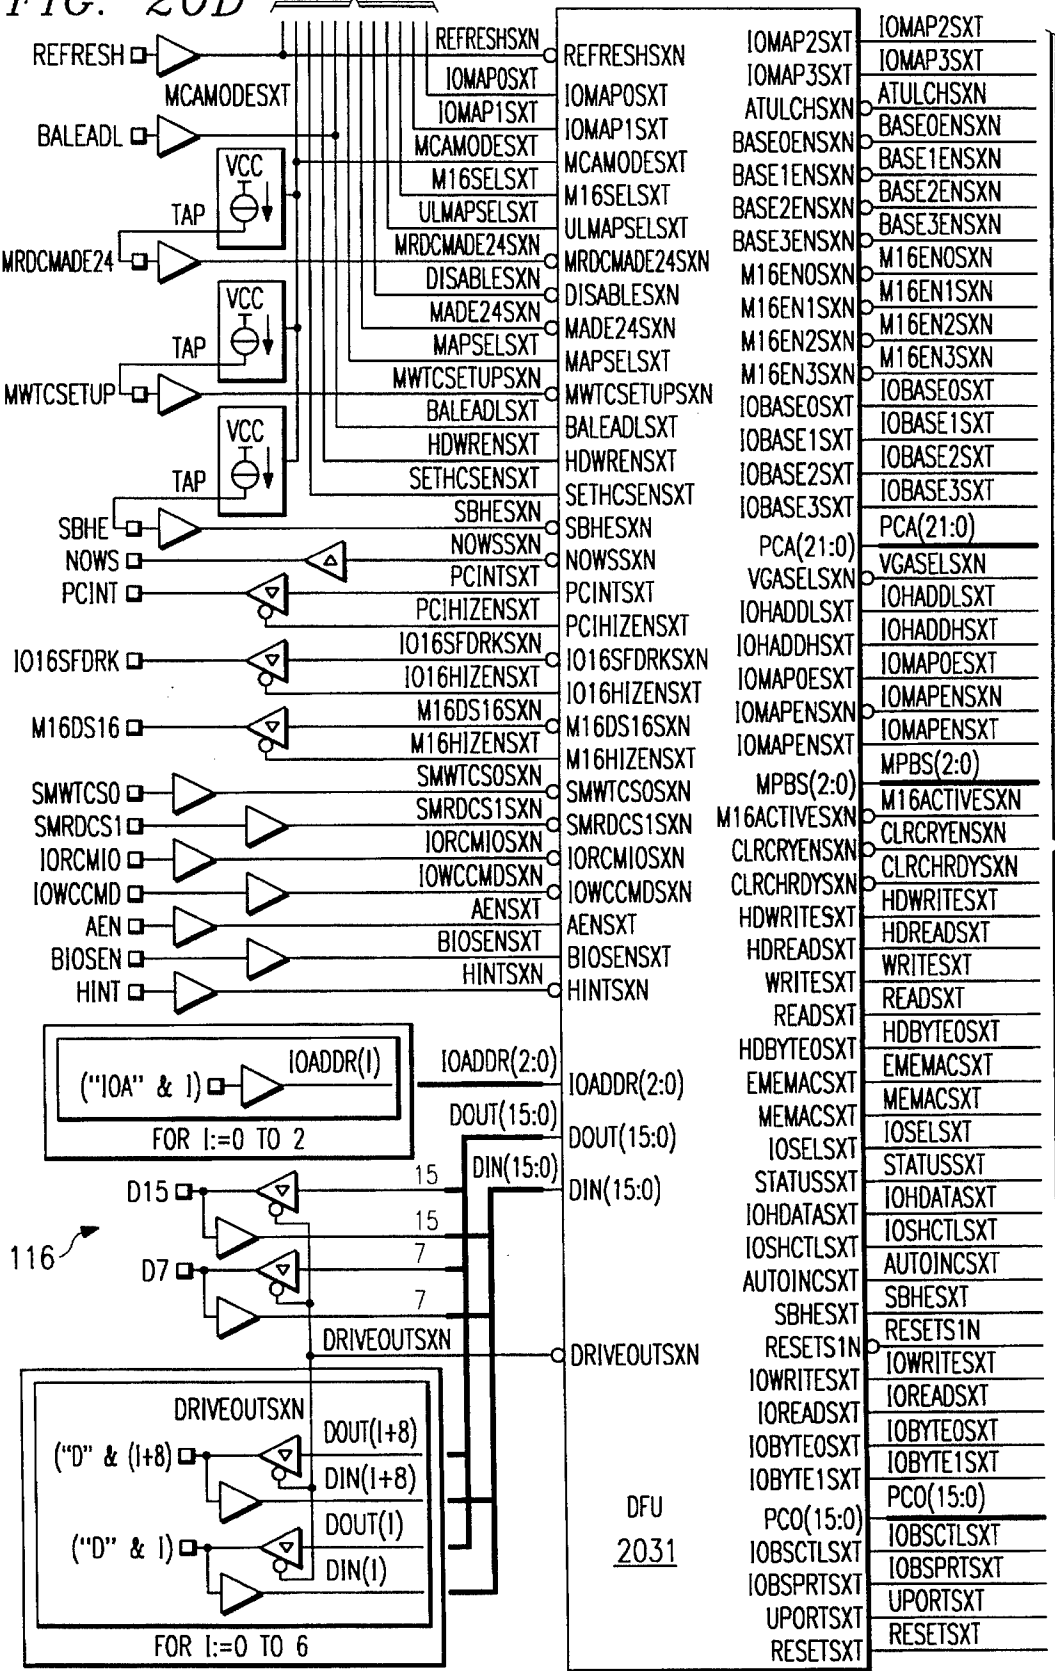 FIG. 20D
REFRESH
REFRESHSXN
REFRESHSXN
MCAMODESXT
IOMAP0SXT
IOMAP0SXT
IOMAP1SXT
IOMAP1SXT
BALEADL
MCAMODESXT
MCAMODESXT
VCC
TAP
M16SELSXT
M16SELSXT
ULMAPSELSXT
ULMAPSELSXT
MRDCMADE24
MRDCMADE24SXN
MRDCMADE24SXN
DISABLESXN
DISABLESXN
VCC
TAP
MADE24SXN
MADE24SXN
MAPSELSXT
MAPSELSXT
MWTCSETUP
MWTCSETUPSXN
MWTCSETUPSXN
BALEADLSXT
BALEADLSXT
VCC
TAP
HDWRENSXT
HDWRENSXT
SETHCSENSXT
SETHCSENSXT
SBHE
SBHESXN
SBHESXN
NOWS
NOWSSXN
NOWSSXN
PCINT
PCINTSXT
PCINTSXT
PCIHIZENSXT
PCIHIZENSXT
IO16SFDRK
IO16SFDRKSXN
IO16SFDRKSXN
IO16HIZENSXT
IO16HIZENSXT
M16DS16
M16DS16SXN
M16DS16SXN
M16HIZENSXT
M16HIZENSXT
SMWTCS0
SMWTCS0SXN
SMWTCS0SXN
SMRDCS1
SMRDCS1SXN
SMRDCS1SXN
IORCMIO
IORCMIOSXN
IORCMIOSXN
IOWCCMD
IOWCCMDSXN
IOWCCMDSXN
AEN
AENSXT
AENSXT
BIOSEN
BIOSENSXT
BIOSENSXT
HINT
HINTSXN
HINTSXN
("IOA" & I)
IOADDR(I)
FOR I:=0 TO 2
IOADDR(2:0)
IOADDR(2:0)
DOUT(15:0)
DOUT(15:0)
DIN(15:0)
DIN(15:0)
D15
15
15
116
D7
7
7
DRIVEOUTSXN
DRIVEOUTSXN
DRIVEOUTSXN
("D" & (I+8)
DOUT(I+8)
DIN(I+8)
("D" & I)
DOUT(I)
DIN(I)
FOR I:=0 TO 6
DFU
2031
IOMAP2SXT
IOMAP2SXT
IOMAP3SXT
IOMAP3SXT
ATULCHSXN
ATULCHSXN
BASE0ENSXN
BASE0ENSXN
BASE1ENSXN
BASE1ENSXN
BASE2ENSXN
BASE2ENSXN
BASE3ENSXN
BASE3ENSXN
M16EN0SXN
M16EN0SXN
M16EN1SXN
M16EN1SXN
M16EN2SXN
M16EN2SXN
M16EN3SXN
M16EN3SXN
IOBASE0SXT
IOBASE0SXT
IOBASE1SXT
IOBASE1SXT
IOBASE2SXT
IOBASE2SXT
IOBASE3SXT
IOBASE3SXT
PCA(21:0)
PCA(21:0)
VGASELSXN
VGASELSXN
IOHADDLSXT
IOHADDLSXT
IOHADDHSXT
IOHADDHSXT
IOMAPOESXT
IOMAPOESXT
IOMAPENSXN
IOMAPENSXN
IOMAPENSXT
IOMAPENSXT
MPBS(2:0)
MPBS(2:0)
M16ACTIVESXN
M16ACTIVESXN
CLRCRYENSXN
CLRCRYENSXN
CLRCHRDYSXN
CLRCHRDYSXN
HDWRITESXT
HDWRITESXT
HDREADSXT
HDREADSXT
WRITESXT
WRITESXT
READSXT
READSXT
HDBYTE0SXT
HDBYTE0SXT
EMEMACSXT
EMEMACSXT
MEMACSXT
MEMACSXT
IOSELSXT
IOSELSXT
STATUSSXT
STATUSSXT
IOHDATASXT
IOHDATASXT
IOSHCTLSXT
IOSHCTLSXT
AUTOINCSXT
AUTOINCSXT
SBHESXT
SBHESXT
RESETS1N
RESETS1N
IOWRITESXT
IOWRITESXT
IOREADSXT
IOREADSXT
IOBYTE0SXT
IOBYTE0SXT
IOBYTE1SXT
IOBYTE1SXT
PCO(15:0)
PCO(15:0)
IOBSCTLSXT
IOBSCTLSXT
IOBSPRTSXT
IOBSPRTSXT
UPORTSXT
UPORTSXT
RESETSXT
RESETSXT